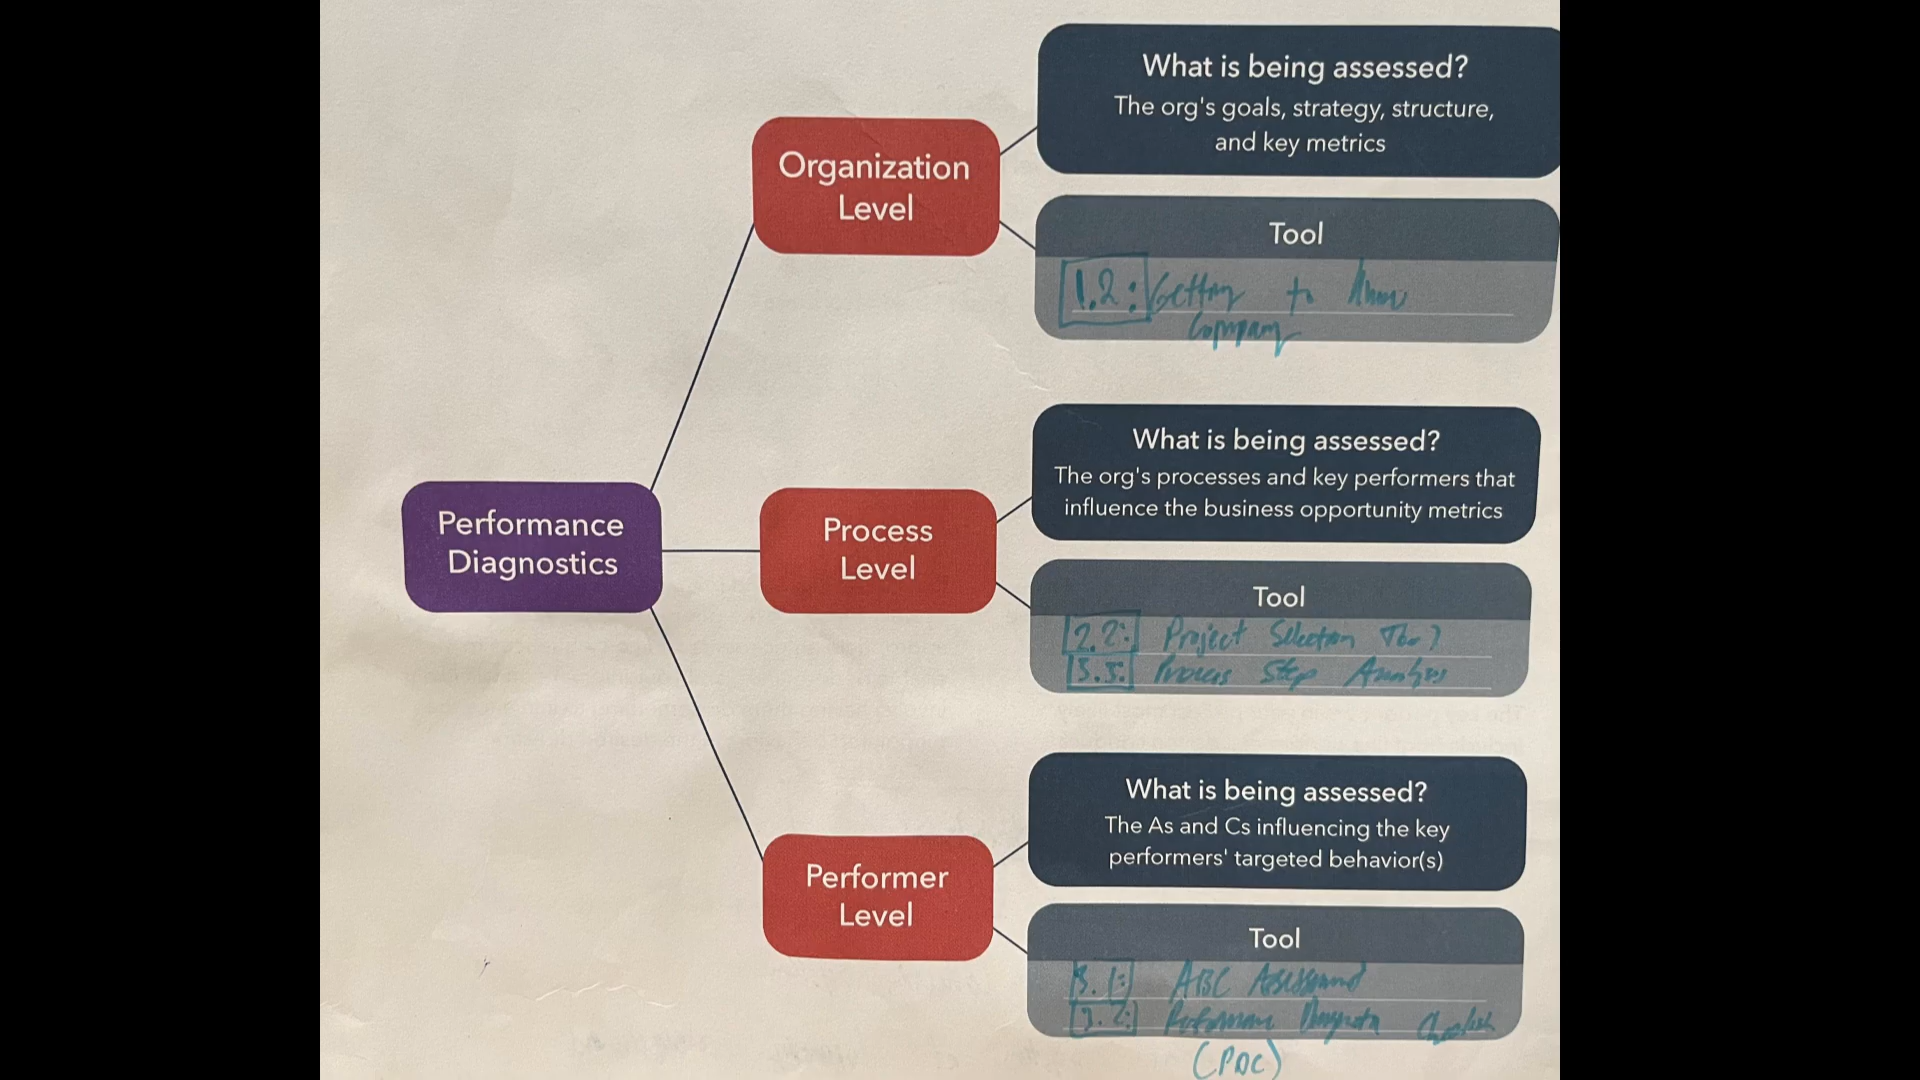 What is being assessed?
The org's goals, strategy, structure,
and key metrics
Organization
Level
Tool
1.2: Getting to Know
Company
What is being assessed?
The org's processes and key performers that
influence the business opportunity metrics
Performance
Diagnostics
Process
Level
Tool
2.2: Project Selection Tool
Process Step Analysis
What is being assessed?
The As and Cs influencing the key
performers' targeted behavior(s)
Performer
Level
Tool
3.1: ABC Assessment
3.2: Performance Diagnostic Checklist
(PDC)